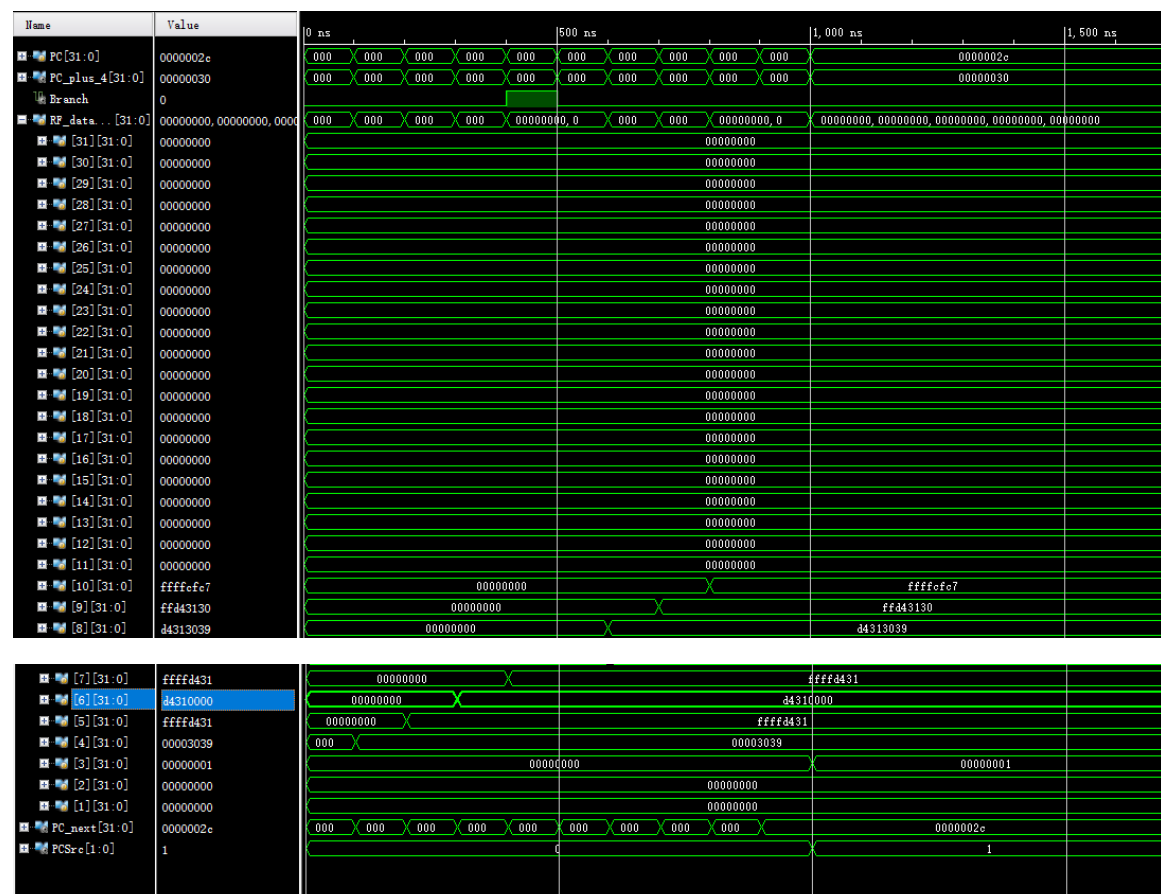 Name Value 0 ns 500 ns 1,000 ns 1,500 ns
PC[31:0] 0000002c 000 000 000 000 000 000 000 000 000 000 0000002c
PC_plus_4[31:0] 00000030 000 000 000 000 000 000 000 000 000 000 00000030
Branch 0
RF_data...[31:0] 00000000, 00000000, 0000 000 000 000 000 00000000, 0 000 000 00000000, 0 00000000, 00000000, 00000000, 00000000, 00000000
[31][31:0] 00000000 00000000
[30][31:0] 00000000 00000000
[29][31:0] 00000000 00000000
[28][31:0] 00000000 00000000
[27][31:0] 00000000 00000000
[26][31:0] 00000000 00000000
[25][31:0] 00000000 00000000
[24][31:0] 00000000 00000000
[23][31:0] 00000000 00000000
[22][31:0] 00000000 00000000
[21][31:0] 00000000 00000000
[20][31:0] 00000000 00000000
[19][31:0] 00000000 00000000
[18][31:0] 00000000 00000000
[17][31:0] 00000000 00000000
[16][31:0] 00000000 00000000
[15][31:0] 00000000 00000000
[14][31:0] 00000000 00000000
[13][31:0] 00000000 00000000
[12][31:0] 00000000 00000000
[11][31:0] 00000000 00000000
[10][31:0] ffffcfc7 00000000 ffffcfc7
[9][31:0] ffd43130 00000000 ffd43130
[8][31:0] d4313039 00000000 d4313039
[7][31:0] ffffd431 00000000 ffffd431
[6][31:0] d4310000 00000000 d4310000
[5][31:0] ffffd431 00000000 ffffd431
[4][31:0] 00003039 000 00003039
[3][31:0] 00000001 00000000 00000001
[2][31:0] 00000000 00000000
[1][31:0] 00000000 00000000
PC_next[31:0] 0000002c 000 000 000 000 000 000 000 000 000 0000002c
PCSrc[1:0] 1 0 1